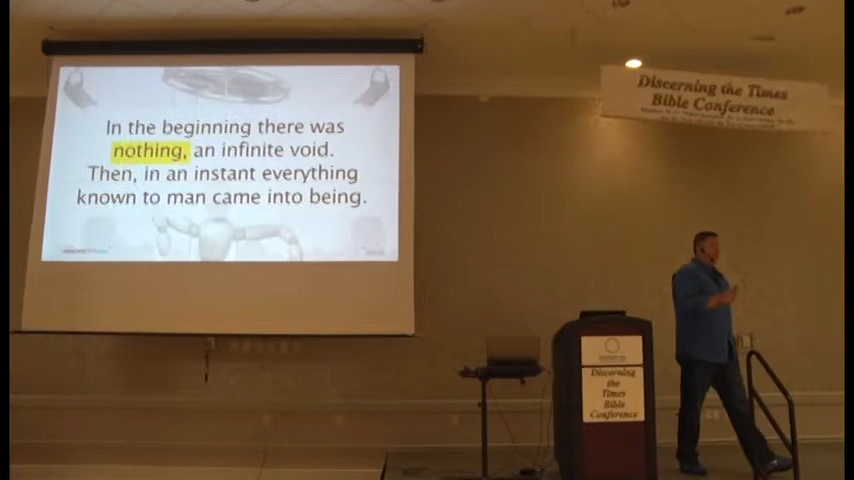 In the beginning there was
nothing, an infinite void.
Then, in an instant everything
known to man came into being.
Discerning the Times
Bible Conference
Discerning
the
Times
Bible
Conference